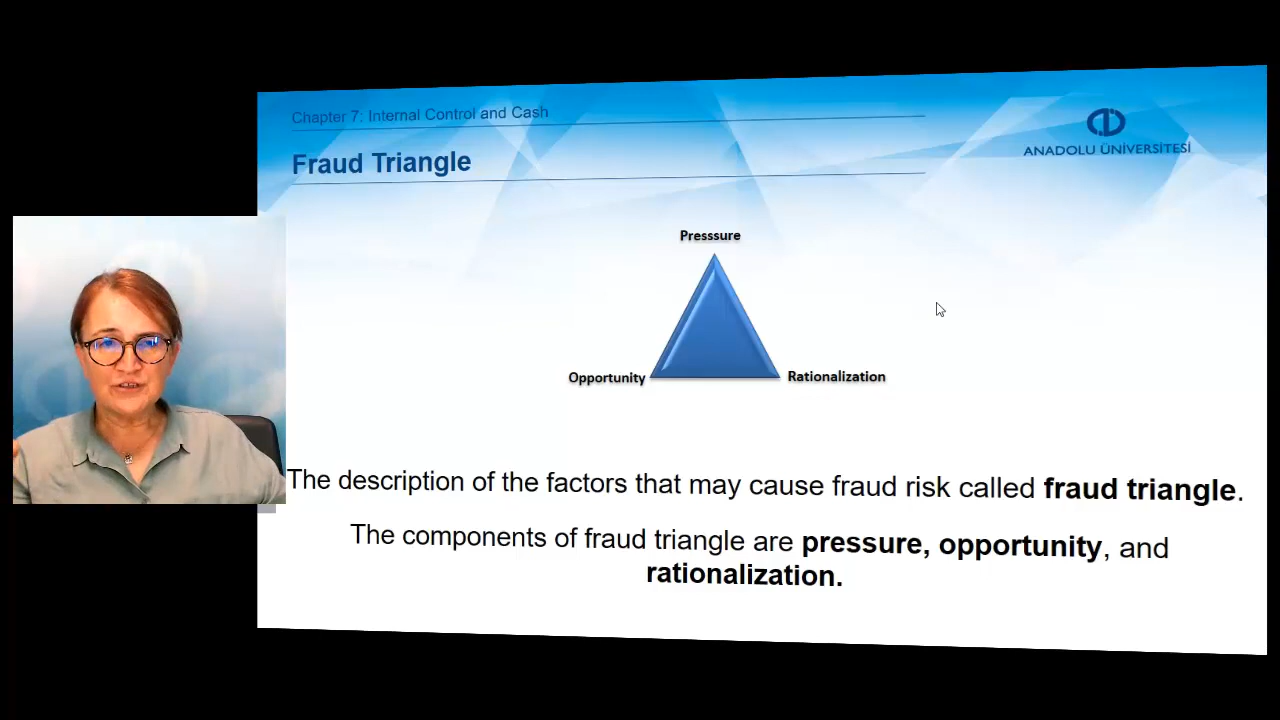 Chapter 7: Internal Control and Cash
ANADOLU ÜNİVERSİTESİ
Fraud Triangle
Presssure
Opportunity
Rationalization
The description of the factors that may cause fraud risk called fraud triangle.
The components of fraud triangle are pressure, opportunity, and
rationalization.